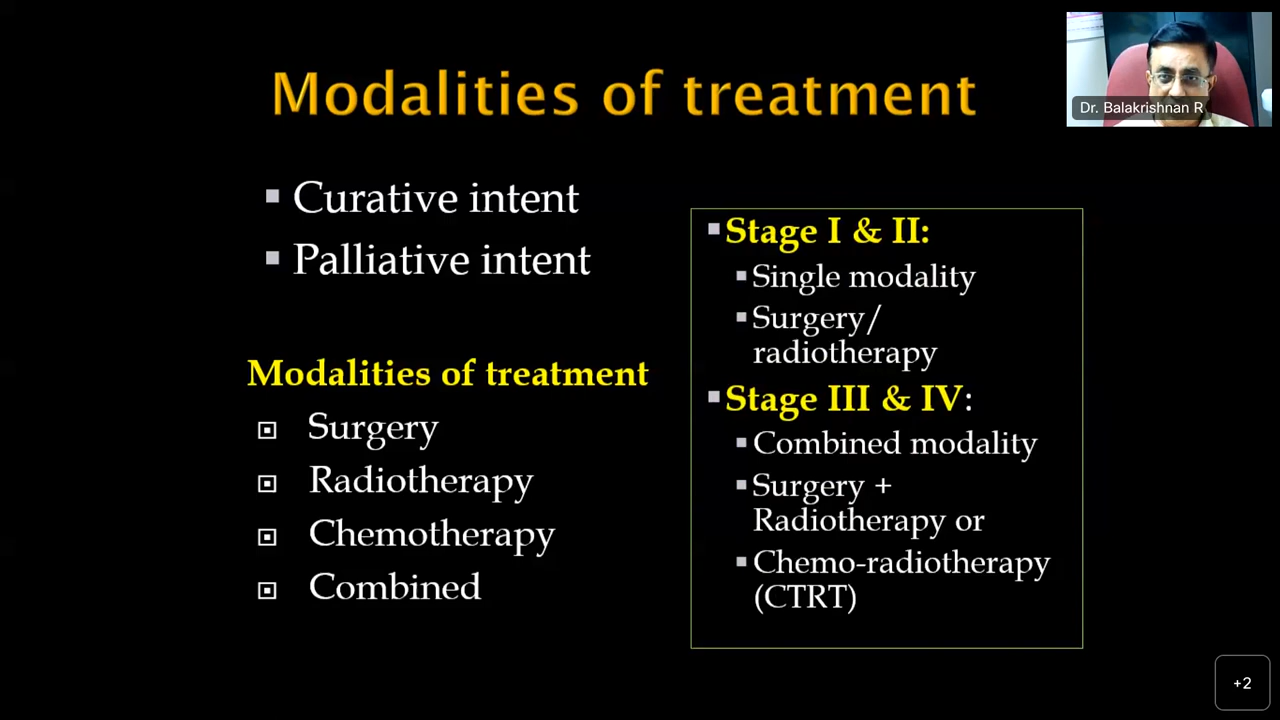 Modalities of treatment
Dr. Balakrishnan R
Curative intent
Palliative intent
Modalities of treatment
Surgery
Radiotherapy
Chemotherapy
Combined
Stage I & II:
Single modality
Surgery/
radiotherapy
Stage III & IV:
Combined modality
Surgery +
Radiotherapy or
Chemo-radiotherapy
(CTRT)
+2